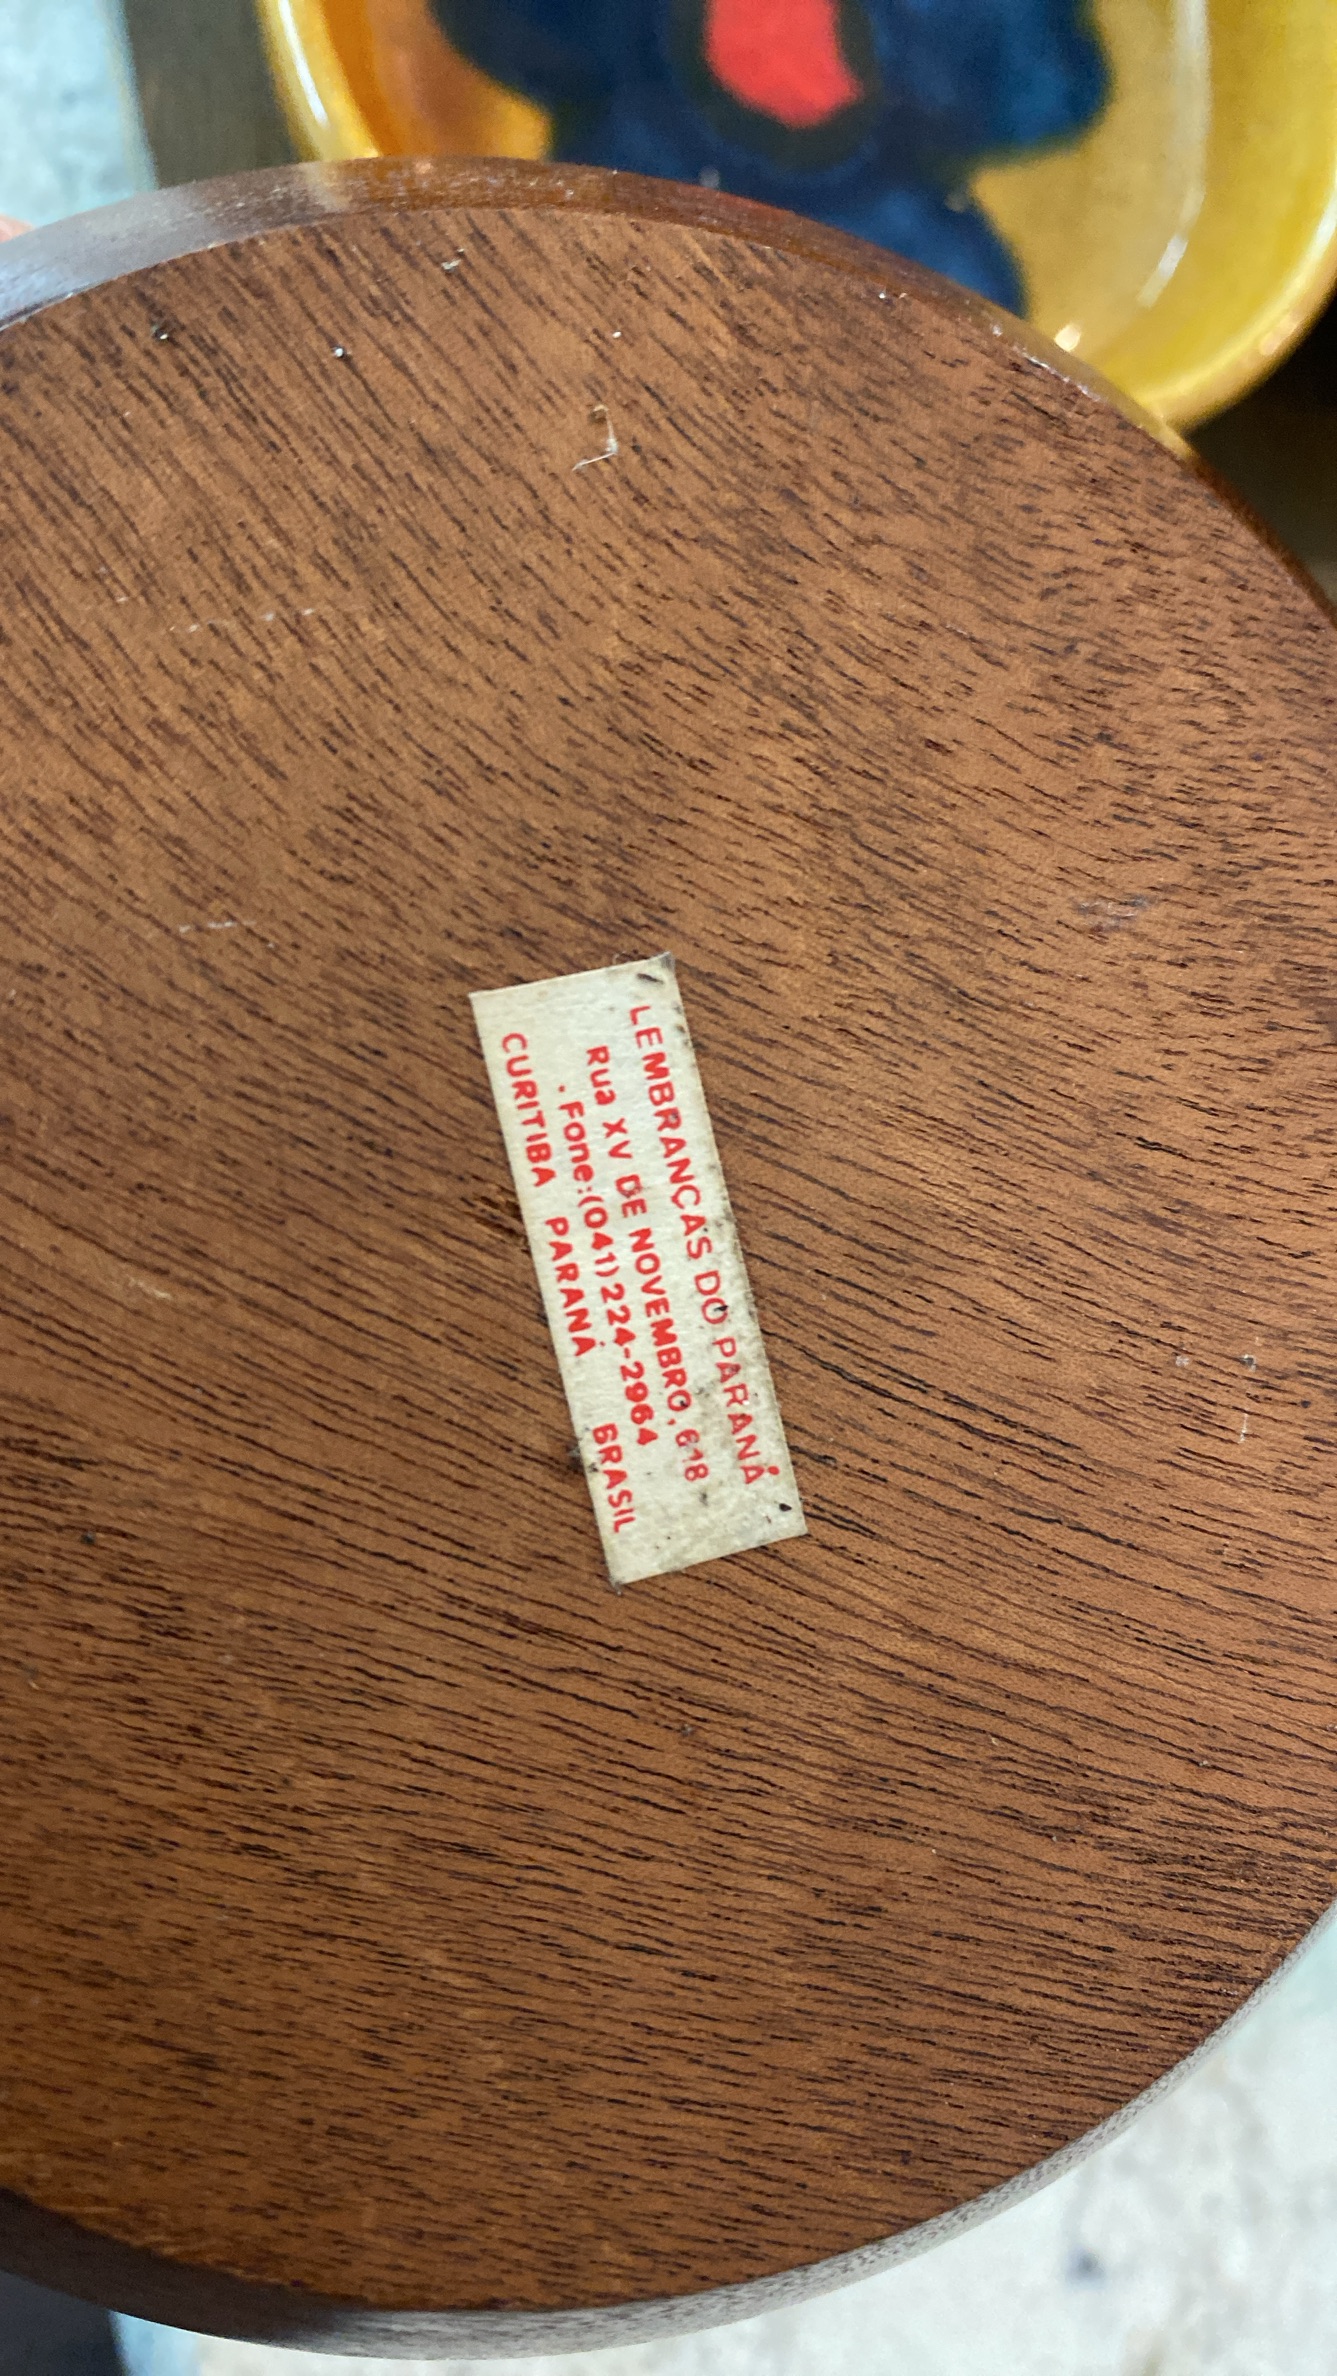 LEMBRANÇAS DO PARANÁ
Rua XV DE NOVEMBRO, 618
. Fone:(041) 224-2964
CURITIBA PARANÁ BRASIL